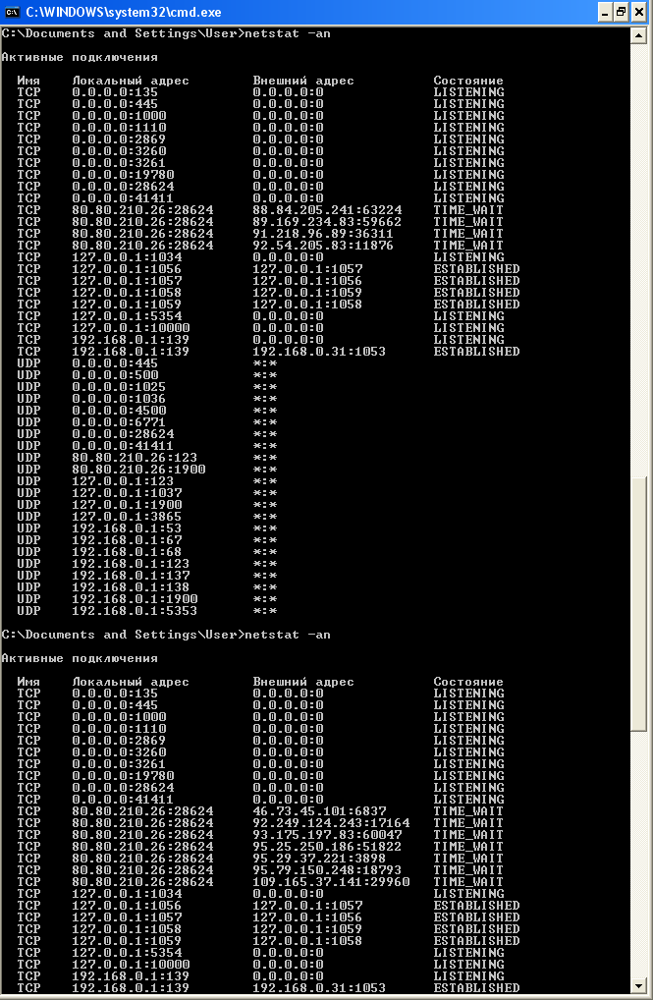 C:\WINDOWS\system32\cmd.exe
C:\Documents and Settings\User>netstat -an
Активные подключения
Имя Локальный адрес Внешний адрес Состояние
TCP 0.0.0.0:135 0.0.0.0:0 LISTENING
TCP 0.0.0.0:445 0.0.0.0:0 LISTENING
TCP 0.0.0.0:1000 0.0.0.0:0 LISTENING
TCP 0.0.0.0:1110 0.0.0.0:0 LISTENING
TCP 0.0.0.0:2869 0.0.0.0:0 LISTENING
TCP 0.0.0.0:3260 0.0.0.0:0 LISTENING
TCP 0.0.0.0:3261 0.0.0.0:0 LISTENING
TCP 0.0.0.0:19780 0.0.0.0:0 LISTENING
TCP 0.0.0.0:28624 0.0.0.0:0 LISTENING
TCP 0.0.0.0:41411 0.0.0.0:0 LISTENING
TCP 80.80.210.26:28624 88.84.205.241:63224 TIME_WAIT
TCP 80.80.210.26:28624 89.169.234.83:59662 TIME_WAIT
TCP 80.80.210.26:28624 91.218.96.89:36311 TIME_WAIT
TCP 80.80.210.26:28624 92.54.205.83:11876 TIME_WAIT
TCP 127.0.0.1:1034 0.0.0.0:0 LISTENING
TCP 127.0.0.1:1056 127.0.0.1:1057 ESTABLISHED
TCP 127.0.0.1:1057 127.0.0.1:1056 ESTABLISHED
TCP 127.0.0.1:1058 127.0.0.1:1059 ESTABLISHED
TCP 127.0.0.1:1059 127.0.0.1:1058 ESTABLISHED
TCP 127.0.0.1:5354 0.0.0.0:0 LISTENING
TCP 127.0.0.1:10000 0.0.0.0:0 LISTENING
TCP 192.168.0.1:139 0.0.0.0:0 LISTENING
TCP 192.168.0.1:139 192.168.0.31:1053 ESTABLISHED
UDP 0.0.0.0:445 *:*
UDP 0.0.0.0:500 *:*
UDP 0.0.0.0:1025 *:*
UDP 0.0.0.0:1036 *:*
UDP 0.0.0.0:4500 *:*
UDP 0.0.0.0:6771 *:*
UDP 0.0.0.0:28624 *:*
UDP 0.0.0.0:41411 *:*
UDP 80.80.210.26:123 *:*
UDP 80.80.210.26:1900 *:*
UDP 127.0.0.1:123 *:*
UDP 127.0.0.1:1037 *:*
UDP 127.0.0.1:1900 *:*
UDP 127.0.0.1:3865 *:*
UDP 192.168.0.1:53 *:*
UDP 192.168.0.1:67 *:*
UDP 192.168.0.1:68 *:*
UDP 192.168.0.1:123 *:*
UDP 192.168.0.1:137 *:*
UDP 192.168.0.1:138 *:*
UDP 192.168.0.1:1900 *:*
UDP 192.168.0.1:5353 *:*
C:\Documents and Settings\User>netstat -an
Активные подключения
Имя Локальный адрес Внешний адрес Состояние
TCP 0.0.0.0:135 0.0.0.0:0 LISTENING
TCP 0.0.0.0:445 0.0.0.0:0 LISTENING
TCP 0.0.0.0:1000 0.0.0.0:0 LISTENING
TCP 0.0.0.0:1110 0.0.0.0:0 LISTENING
TCP 0.0.0.0:2869 0.0.0.0:0 LISTENING
TCP 0.0.0.0:3260 0.0.0.0:0 LISTENING
TCP 0.0.0.0:3261 0.0.0.0:0 LISTENING
TCP 0.0.0.0:19780 0.0.0.0:0 LISTENING
TCP 0.0.0.0:28624 0.0.0.0:0 LISTENING
TCP 0.0.0.0:41411 0.0.0.0:0 LISTENING
TCP 80.80.210.26:28624 46.73.45.101:6837 TIME_WAIT
TCP 80.80.210.26:28624 92.249.124.243:17164 TIME_WAIT
TCP 80.80.210.26:28624 93.175.197.83:60047 TIME_WAIT
TCP 80.80.210.26:28624 95.25.250.186:51822 TIME_WAIT
TCP 80.80.210.26:28624 95.29.37.221:3898 TIME_WAIT
TCP 80.80.210.26:28624 95.79.150.248:18793 TIME_WAIT
TCP 80.80.210.26:28624 109.165.37.141:29960 TIME_WAIT
TCP 127.0.0.1:1034 0.0.0.0:0 LISTENING
TCP 127.0.0.1:1056 127.0.0.1:1057 ESTABLISHED
TCP 127.0.0.1:1057 127.0.0.1:1056 ESTABLISHED
TCP 127.0.0.1:1058 127.0.0.1:1059 ESTABLISHED
TCP 127.0.0.1:1059 127.0.0.1:1058 ESTABLISHED
TCP 127.0.0.1:5354 0.0.0.0:0 LISTENING
TCP 127.0.0.1:10000 0.0.0.0:0 LISTENING
TCP 192.168.0.1:139 0.0.0.0:0 LISTENING
TCP 192.168.0.1:139 192.168.0.31:1053 ESTABLISHED